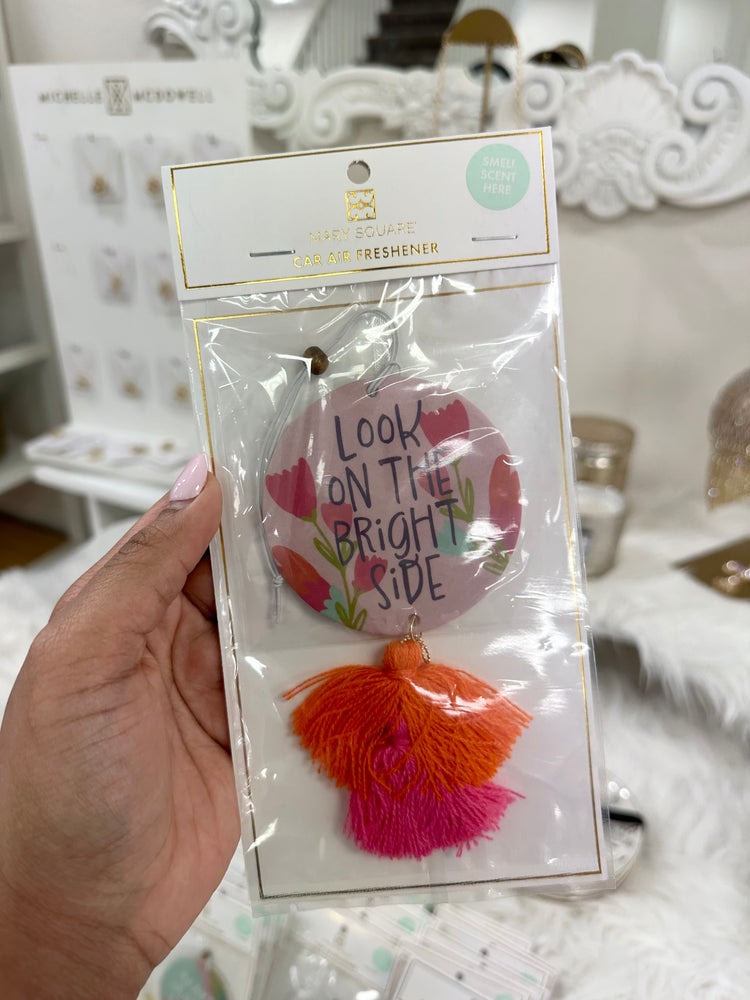 MICHELLE MCDOWELL
SMELL
SCENT
HERE
MARY SQUARE
CAR AIR FRESHENER
LOOK
ON THE
BRiGHT
SiDE